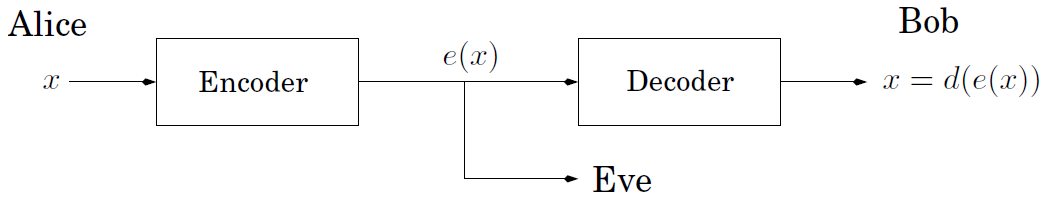 Alice
Bob
x
Encoder
e(x)
Decoder
x = d(e(x))
Eve